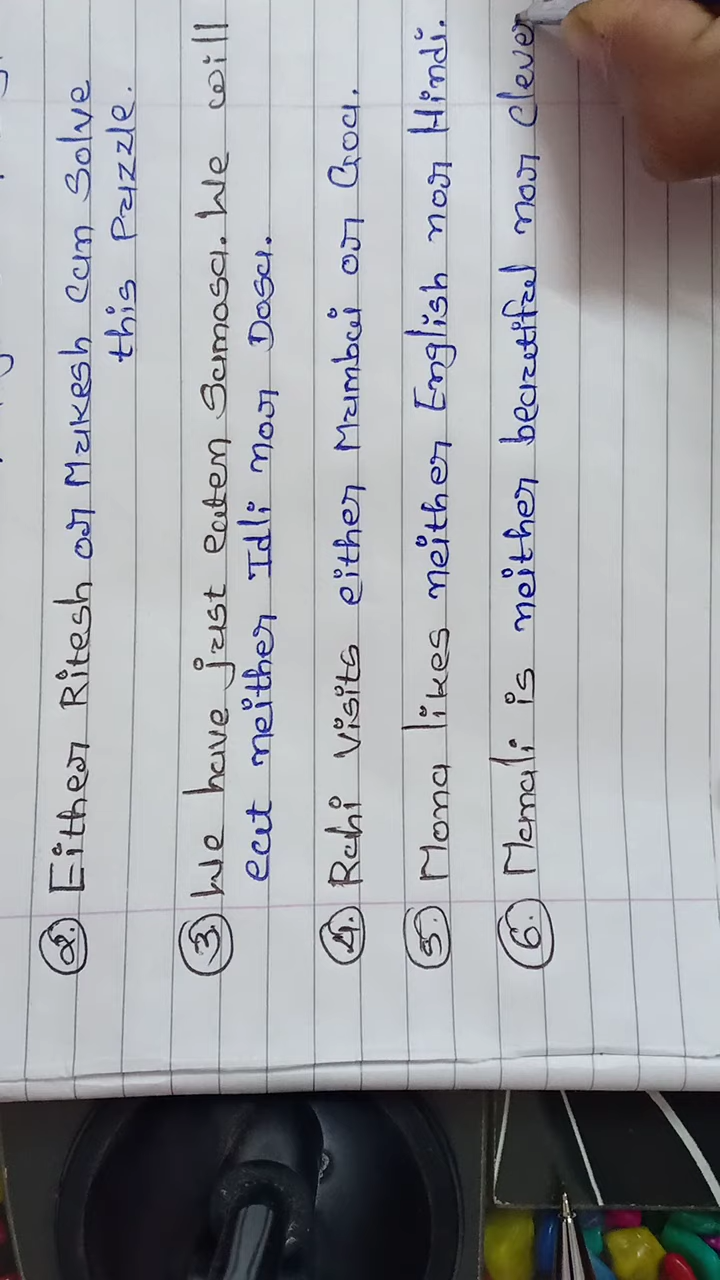 2. Either Ritesh or Mukesh can solve
this Puzzle.
3. We have just eaten Samosa. We will
eat neither Idli nor Dosa.
4. Rahi visits either Mumbai or Goa.
5. Mona likes neither English nor Hindi.
6. Menali is neither beautiful nor clever